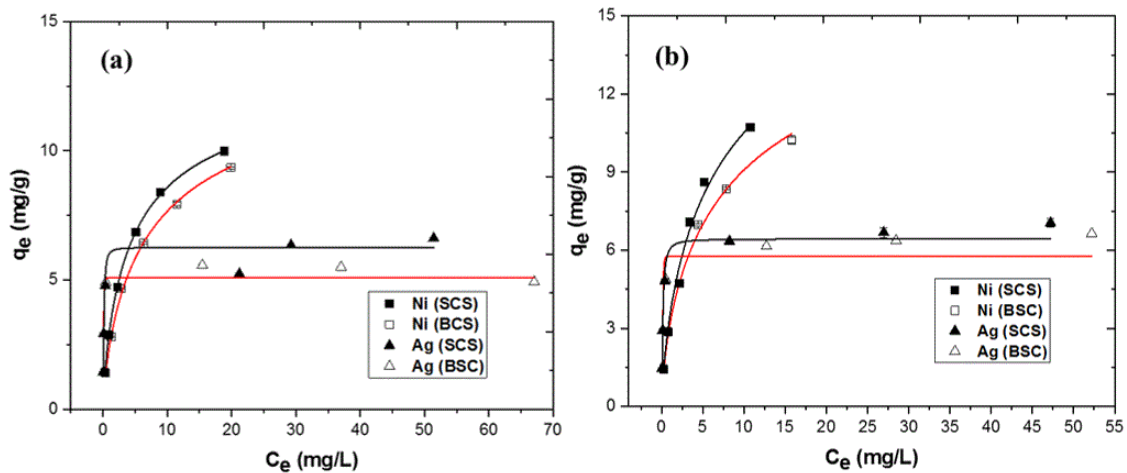 (a)
15
10
5
0
qe (mg/g)
0 10 20 30 40 50 60 70
Ce (mg/L)
Ni (SCS)
Ni (BCS)
Ag (SCS)
Ag (BSC)
(b)
15
12
9
6
3
0
qe (mg/g)
0 5 10 15 20 25 30 35 40 45 50 55
Ce (mg/L)
Ni (SCS)
Ni (BSC)
Ag (SCS)
Ag (BSC)